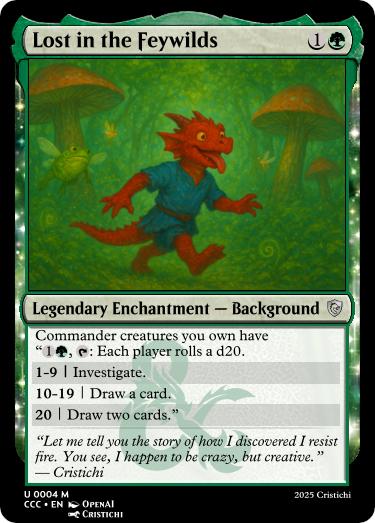 Lost in the Feywilds 1
Legendary Enchantment — Background
Commander creatures you own have
“1, : Each player rolls a d20.
1-9 | Investigate.
10-19 | Draw a card.
20 | Draw two cards.”
“Let me tell you the story of how I discovered I resist
fire. You see, I happen to be crazy, but creative.”
— Cristichi
U 0004 M
CCC • EN OpenAI
Cristichi
2025 Cristichi